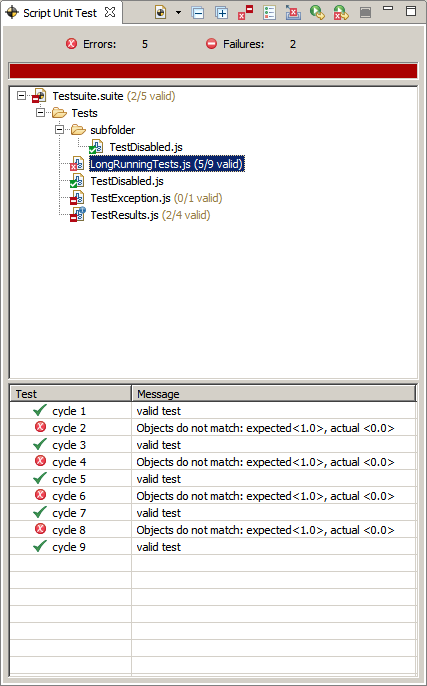 Script Unit Test
Errors: 5 Failures: 2
Testsuite.suite (2/5 valid)
Tests
subfolder
TestDisabled.js
LongRunningTests.js (5/9 valid)
TestDisabled.js
TestException.js (0/1 valid)
TestResults.js (2/4 valid)
Test Message
cycle 1 valid test
cycle 2 Objects do not match: expected<1.0>, actual <0.0>
cycle 3 valid test
cycle 4 Objects do not match: expected<1.0>, actual <0.0>
cycle 5 valid test
cycle 6 Objects do not match: expected<1.0>, actual <0.0>
cycle 7 valid test
cycle 8 Objects do not match: expected<1.0>, actual <0.0>
cycle 9 valid test